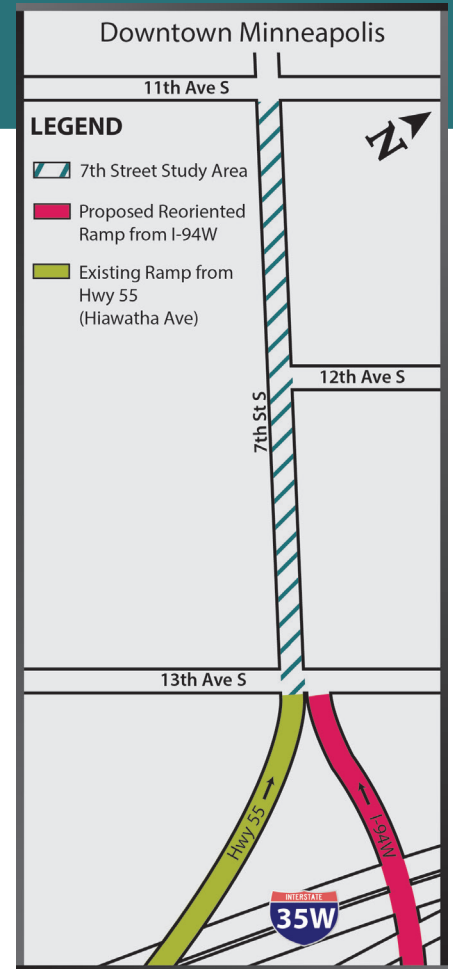 Downtown Minneapolis
11th Ave S
N
LEGEND
7th Street Study Area
Proposed Reoriented
Ramp from I-94W
Existing Ramp from
Hwy 55
(Hiawatha Ave)
12th Ave S
7th St S
13th Ave S
Hwy 55
I-94W
INTERSTATE
35W